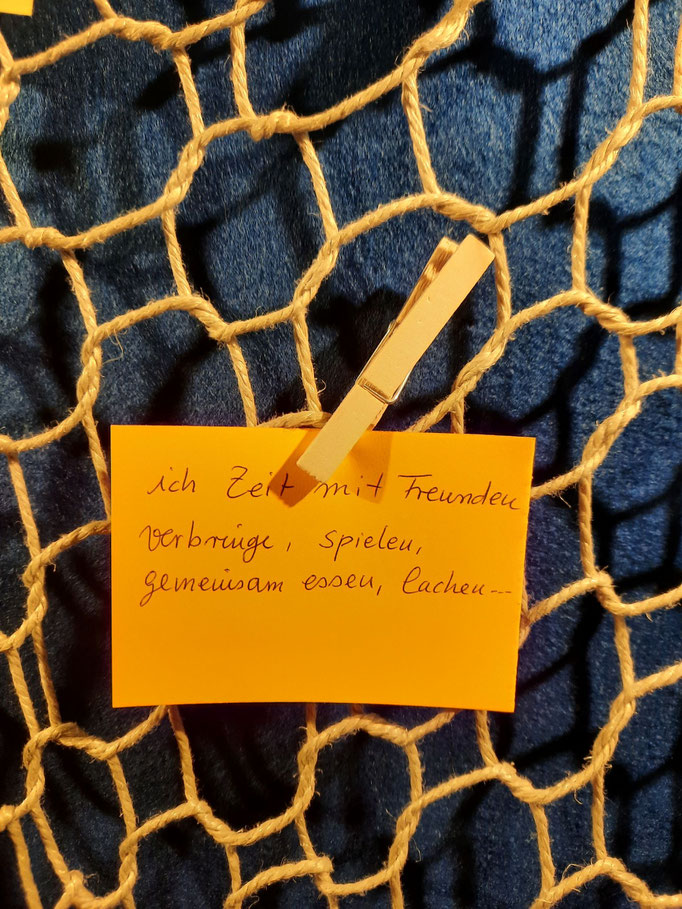 ich Zeit mit Freunden
verbringe, spielen,
gemeinsam essen, lachen...